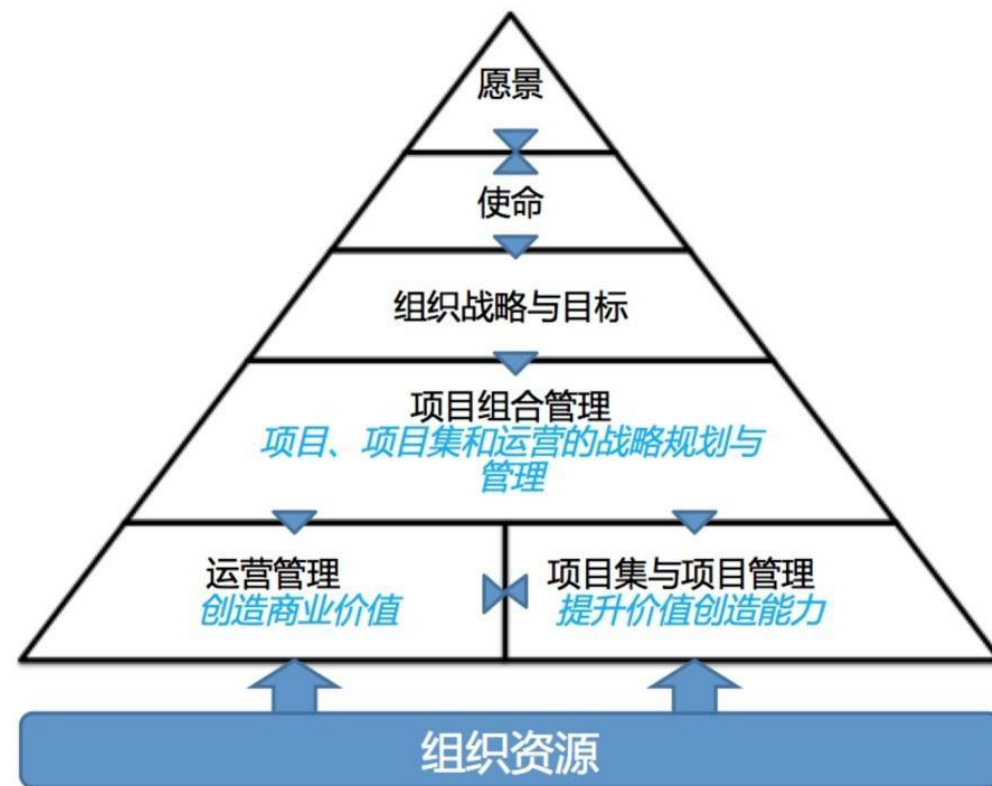 愿景
使命
组织战略与目标
项目组合管理
项目、项目集和运营的战略规划与
管理
运营管理
创造商业价值
项目集与项目管理
提升价值创造能力
组织资源